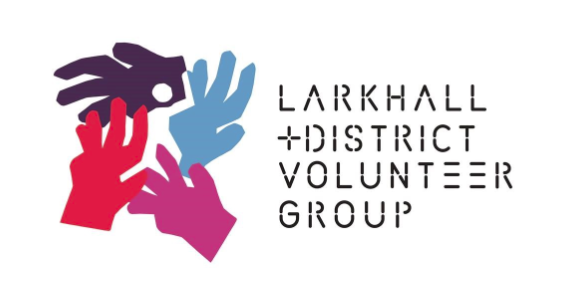 LARKHALL
+DISTRICT
VOLUNTEER
GROUP